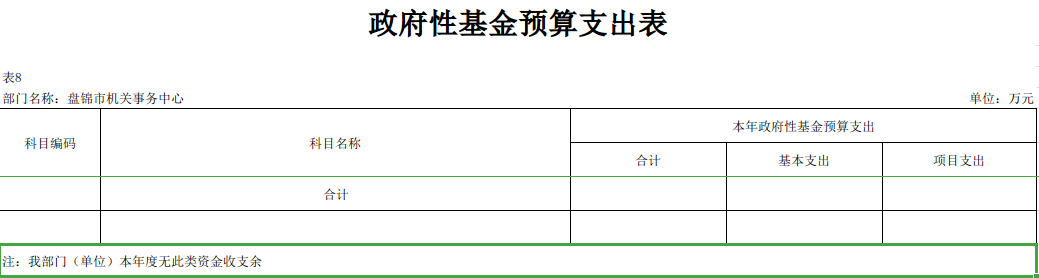 政府性基金预算支出表
表8
部门名称：盘锦市机关事务中心 单位：万元
科目编码 科目名称 本年政府性基金预算支出
合计 基本支出 项目支出
合计
注：我部门（单位）本年度无此类资金收支余